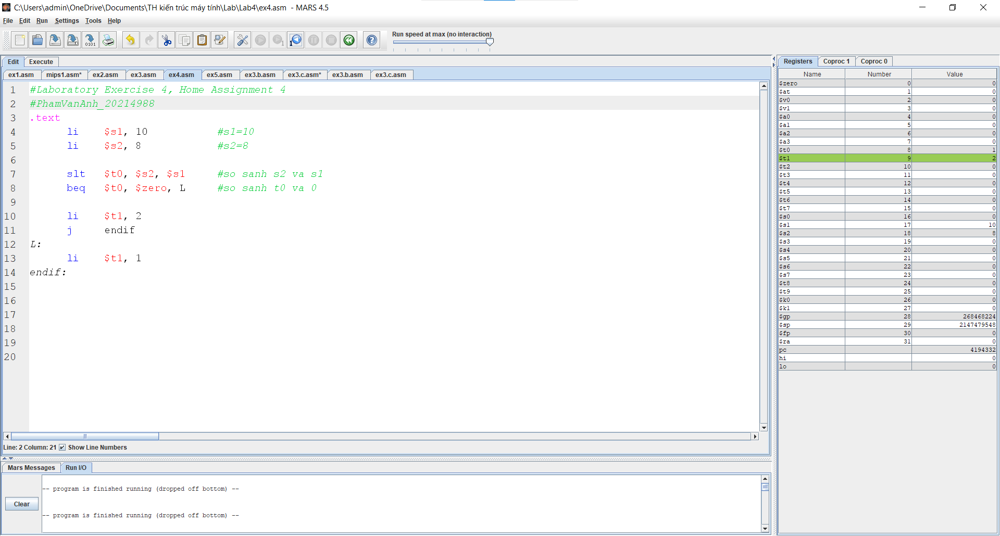 C:\Users\admin\OneDrive\Documents\TH kiến trúc máy tính\Lab\Lab4\ex4.asm - MARS 4.5
File Edit Run Settings Tools Help
Run speed at max (no interaction)
Edit Execute
ex1.asm mips1.asm* ex2.asm ex3.asm ex4.asm ex5.asm ex3.b.asm ex3.c.asm* ex3.b.asm ex3.c.asm
1 #Laboratory Exercise 4, Home Assignment 4
2 #PhamVanAnh_20214988
3 .text
4 li $s1, 10 #s1=10
5 li $s2, 8 #s2=8
6
7 slt $t0, $s2, $s1 #so sanh s2 va s1
8 beq $t0, $zero, L #so sanh t0 va 0
9
10 li $t1, 2
11 j endif
12 L:
13 li $t1, 1
14 endif:
15
16
17
18
19
20
Line: 2 Column: 21 Show Line Numbers
Mars Messages Run I/O
Clear
-- program is finished running (dropped off bottom) --
-- program is finished running (dropped off bottom) --
Registers Coproc 1 Coproc 0
Name Number Value
$zero 0 0
$at 1 0
$v0 2 0
$v1 3 0
$a0 4 0
$a1 5 0
$a2 6 0
$a3 7 0
$t0 8 1
$t1 9 2
$t2 10 0
$t3 11 0
$t4 12 0
$t5 13 0
$t6 14 0
$t7 15 0
$s0 16 0
$s1 17 10
$s2 18 8
$s3 19 0
$s4 20 0
$s5 21 0
$s6 22 0
$s7 23 0
$t8 24 0
$t9 25 0
$k0 26 0
$k1 27 0
$gp 28 268468224
$sp 29 2147479548
$fp 30 0
$ra 31 0
pc 4194332
hi 0
lo 0